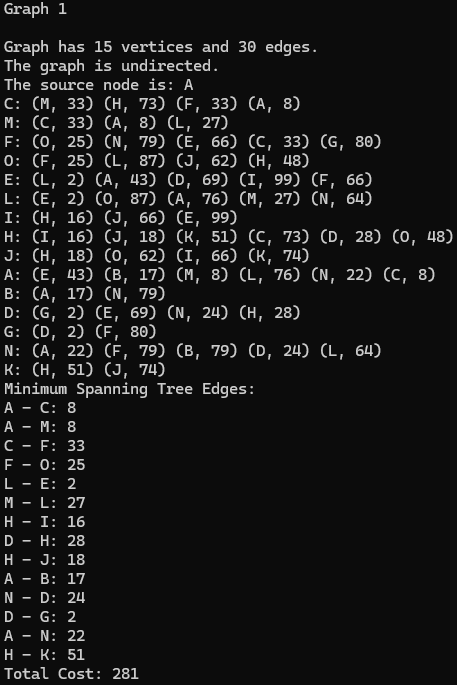 Graph 1
Graph has 15 vertices and 30 edges.
The graph is undirected.
The source node is: A
C: (M, 33) (H, 73) (F, 33) (A, 8)
M: (C, 33) (A, 8) (L, 27)
F: (O, 25) (N, 79) (E, 66) (C, 33) (G, 80)
O: (F, 25) (L, 87) (J, 62) (H, 48)
E: (L, 2) (A, 43) (D, 69) (I, 99) (F, 66)
L: (E, 2) (O, 87) (A, 76) (M, 27) (N, 64)
I: (H, 16) (J, 66) (E, 99)
H: (I, 16) (J, 18) (K, 51) (C, 73) (D, 28) (O, 48)
J: (H, 18) (O, 62) (I, 66) (K, 74)
A: (E, 43) (B, 17) (M, 8) (L, 76) (N, 22) (C, 8)
B: (A, 17) (N, 79)
D: (G, 2) (E, 69) (N, 24) (H, 28)
G: (D, 2) (F, 80)
N: (A, 22) (F, 79) (B, 79) (D, 24) (L, 64)
K: (H, 51) (J, 74)
Minimum Spanning Tree Edges:
A - C: 8
A - M: 8
C - F: 33
F - O: 25
L - E: 2
M - L: 27
H - I: 16
D - H: 28
H - J: 18
A - B: 17
N - D: 24
D - G: 2
A - N: 22
H - K: 51
Total Cost: 281